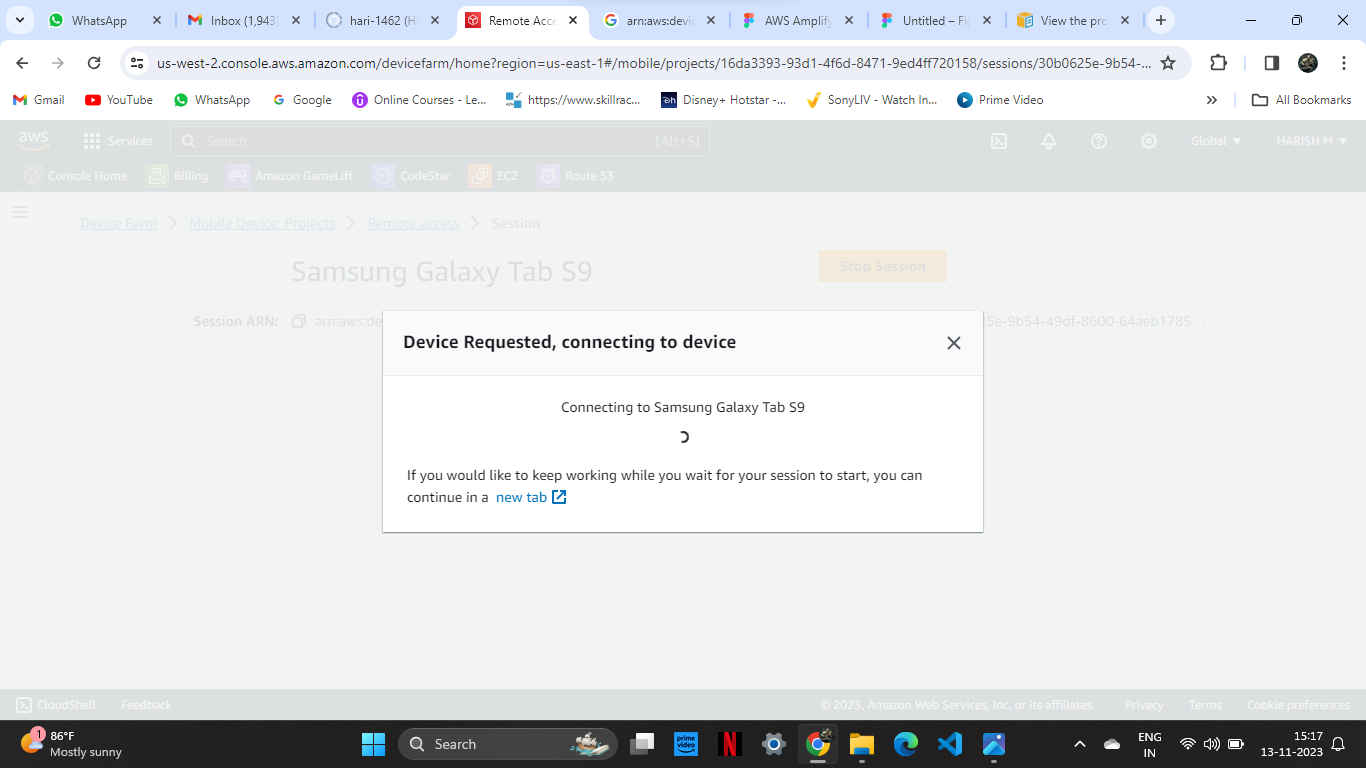 WhatsApp
Inbox (1,943)
hari-1462 (Ha
Remote Acce
arn:aws:devic
AWS Amplify
Untitled – Fig
View the pro
us-west-2.console.aws.amazon.com/devicefarm/home?region=us-east-1#/mobile/projects/16da3393-93d1-4f6d-8471-9ed4ff720158/sessions/30b0625e-9b54-...
Gmail
YouTube
WhatsApp
Google
Online Courses - Le...
https://www.skillrac...
Disney+ Hotstar -...
SonyLIV - Watch In...
Prime Video
All Bookmarks
aws
Services
Search
[Alt+S]
Global
HARISH M
Console Home
Billing
Amazon GameLift
CodeStar
EC2
Route 53
Device Farm
Mobile Device: Projects
Remote access
Session
Samsung Galaxy Tab S9
Stop Session
Session ARN:
arn:aws:de
5e-9b54-49df-8600-64aeb1785 . . .
Device Requested, connecting to device
Connecting to Samsung Galaxy Tab S9
If you would like to keep working while you wait for your session to start, you can
continue in a new tab
CloudShell
Feedback
© 2023, Amazon Web Services, Inc. or its affiliates.
Privacy
Terms
Cookie preferences
1
86°F
Mostly sunny
Search
prime video
N
ENG
IN
15:17
13-11-2023